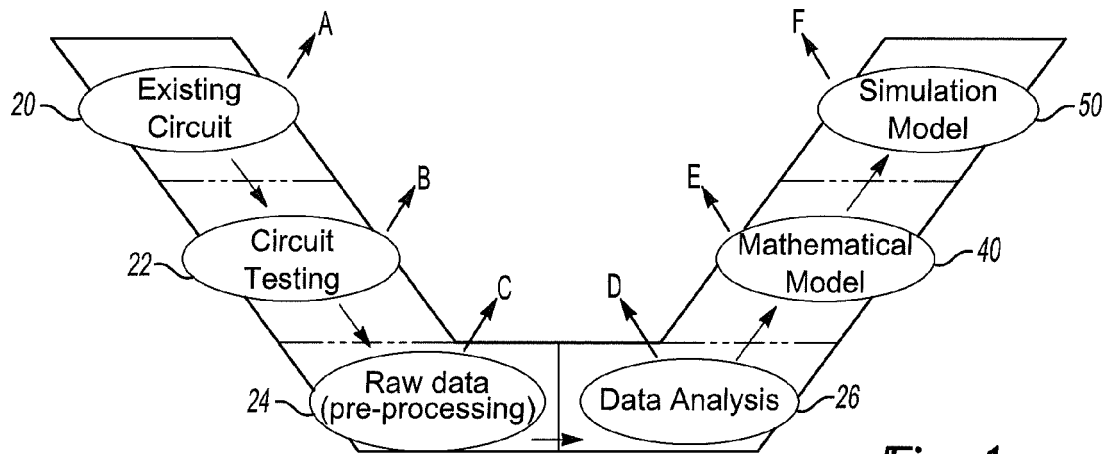 A
F
Existing
Circuit
20
Simulation
Model
50
B
E
Circuit
Testing
22
Mathematical
Model
40
C
D
Raw data
(pre-processing)
24
Data Analysis
26